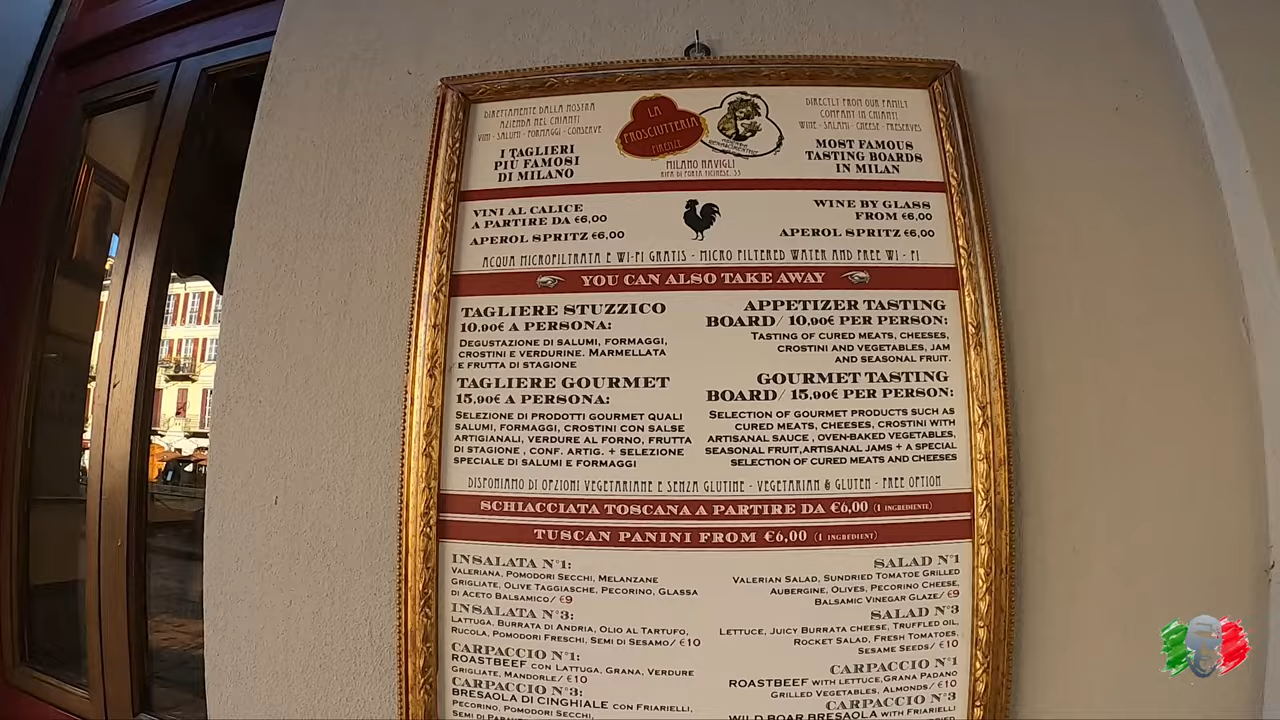 DIRETTAMENTE DALLA NOSTRA
AZIENDA NEL CHIANTI
VINI - SALUMI - FORMAGGI - CONSERVE
I TAGLIERI
PIÙ FAMOSI
DI MILANO
LA
PROSCIUTTERIA
FIRENZE
MILANO NAVIGLI
RIPA DI PORTA TICINESE, 53
DIRECTLY FROM OUR FAMILY
COMPANY IN CHIANTI
WINE - SALAMI - CHEESE - PRESERVES
MOST FAMOUS
TASTING BOARDS
IN MILAN
VINI AL CALICE
A PARTIRE DA €6,00
APEROL SPRITZ €6,00
WINE BY GLASS
FROM €6,00
APEROL SPRITZ €6,00
ACQUA MICROFILTRATA E WI-FI GRATIS - MICRO FILTERED WATER AND FREE WI - FI
YOU CAN ALSO TAKE AWAY
TAGLIERE STUZZICO
10,90€ A PERSONA:
DEGUSTAZIONE DI SALUMI, FORMAGGI,
CROSTINI E VERDURINE. MARMELLATA
E FRUTTA DI STAGIONE
TAGLIERE GOURMET
15,90€ A PERSONA:
SELEZIONE DI PRODOTTI GOURMET QUALI
SALUMI, FORMAGGI, CROSTINI CON SALSE
ARTIGIANALI, VERDURE AL FORNO, FRUTTA
DI STAGIONE , CONF. ARTIG. + SELEZIONE
SPECIALE DI SALUMI E FORMAGGI
APPETIZER TASTING
BOARD/ 10,90€ PER PERSON:
TASTING OF CURED MEATS, CHEESES,
CROSTINI AND VEGETABLES, JAM
AND SEASONAL FRUIT.
GOURMET TASTING
BOARD/ 15,90€ PER PERSON:
SELECTION OF GOURMET PRODUCTS SUCH AS
CURED MEATS, CHEESES, CROSTINI WITH
ARTISANAL SAUCE , OVEN-BAKED VEGETABLES,
SEASONAL FRUIT,ARTISANAL JAMS + A SPECIAL
SELECTION OF CURED MEATS AND CHEESES
DISPONIAMO DI OPZIONI VEGETARIANE E SENZA GLUTINE - VEGETARIAN & GLUTEN - FREE OPTION
SCHIACCIATA TOSCANA A PARTIRE DA €6,00 (1 INGREDIENTE)
TUSCAN PANINI FROM €6,00 (1 INGREDIENT)
INSALATA N°1:
VALERIANA, POMODORI SECCHI, MELANZANE
GRIGLIATE, OLIVE TAGGIASCHE, PECORINO, GLASSA
DI ACETO BALSAMICO/ €9
INSALATA N°3:
LATTUGA, BURRATA DI ANDRIA, OLIO AL TARTUFO,
RUCOLA, POMODORI FRESCHI, SEMI DI SESAMO/ €10
CARPACCIO N°1:
ROASTBEEF CON LATTUGA, GRANA, VERDURE
GRIGLIATE, MANDORLE/ €10
CARPACCIO N°3:
BRESAOLA DI CINGHIALE CON FRIARIELLI,
PECORINO, POMODORI SECCHI,
SALAD N°1
VALERIAN SALAD, SUNDRIED TOMATOE GRILLED
AUBERGINE, OLIVES, PECORINO CHEESE,
BALSAMIC VINEGAR GLAZE/ €9
SALAD N°3
LETTUCE, JUICY BURRATA CHEESE, TRUFFLED OIL,
ROCKET SALAD, FRESH TOMATOES,
SESAME SEEDS/ €10
CARPACCIO N°1
ROASTBEEF WITH LETTUCE,GRANA PADANO
GRILLED VEGETABLES, ALMONDS/ €10
CARPACCIO N°3
WILD BOAR BRESAOLA WITH FRIARIELLI